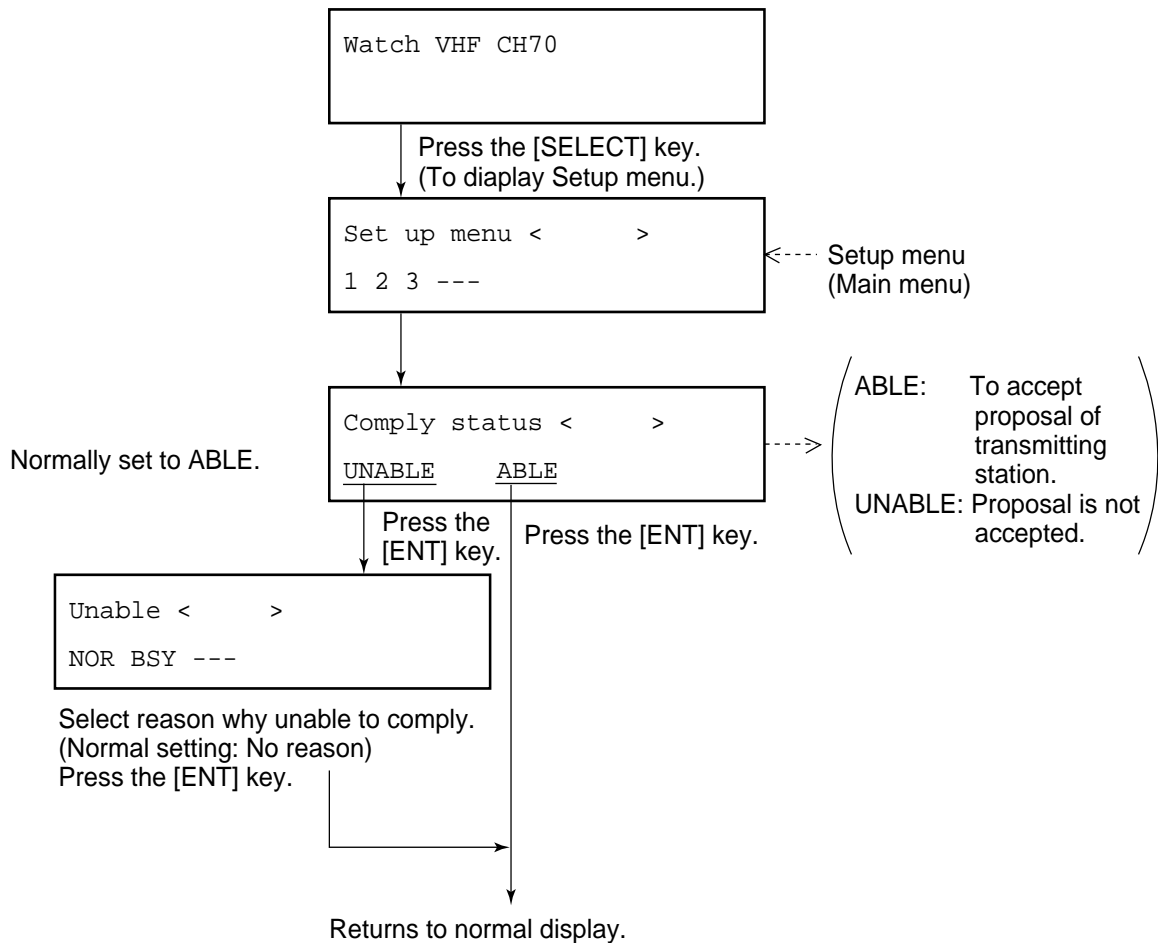 Watch VHF CH70
Press the [SELECT] key.
(To diaplay Setup menu.)
Set up menu <      >
1 2 3 ---
Setup menu
(Main menu)
Comply status <     >
UNABLE    ABLE
Normally set to ABLE.
ABLE:     To accept
proposal of
transmitting
station.
UNABLE: Proposal is not
accepted.
Press the
[ENT] key.
Press the [ENT] key.
Unable <     >
NOR BSY ---
Select reason why unable to comply.
(Normal setting: No reason)
Press the [ENT] key.
Returns to normal display.